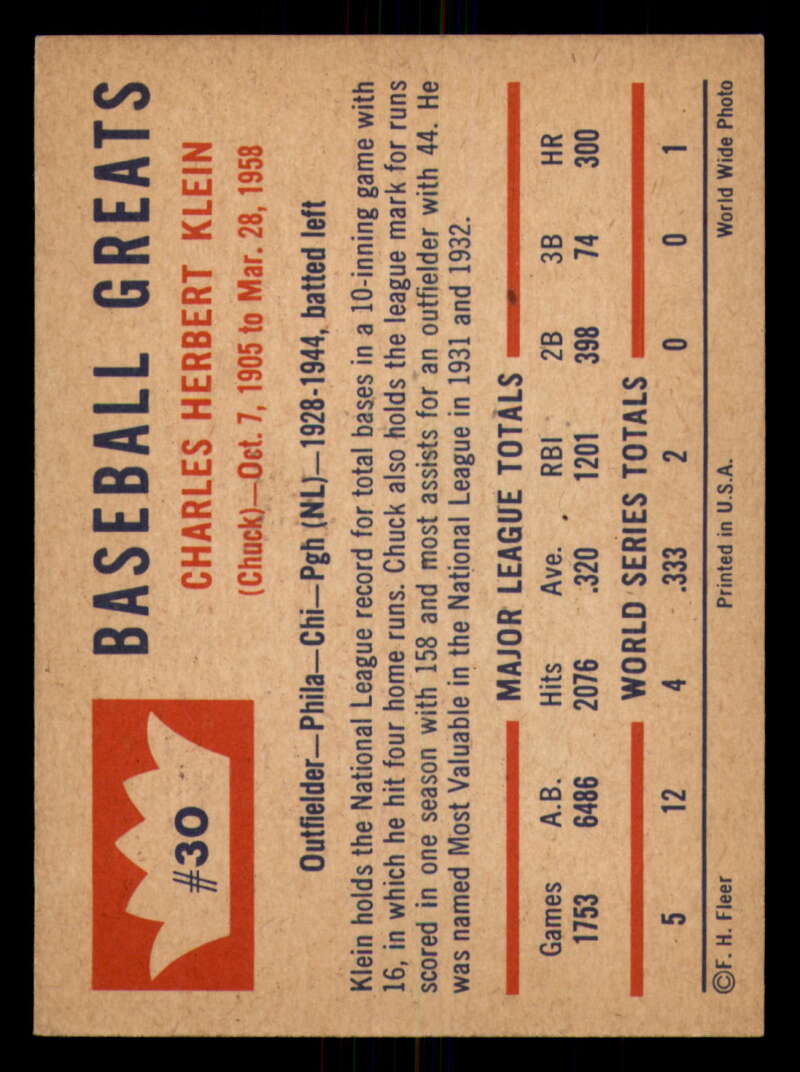 #30
BASEBALL GREATS
CHARLES HERBERT KLEIN
(Chuck)—Oct. 7, 1905 to Mar. 28, 1958
Outfielder—Phila—Chi—Pgh (NL)—1928-1944, batted left
Klein holds the National League record for total bases in a 10-inning game with
16, in which he hit four home runs. Chuck also holds the league mark for runs
scored in one season with 158 and most assists for an outfielder with 44. He
was named Most Valuable in the National League in 1931 and 1932.
MAJOR LEAGUE TOTALS
Games A.B. Hits Ave. RBI 2B 3B HR
1753 6486 2076 .320 1201 398 74 300
WORLD SERIES TOTALS
5 12 4 .333 2 0 0 1
©F. H. Fleer Printed in U.S.A. World Wide Photo